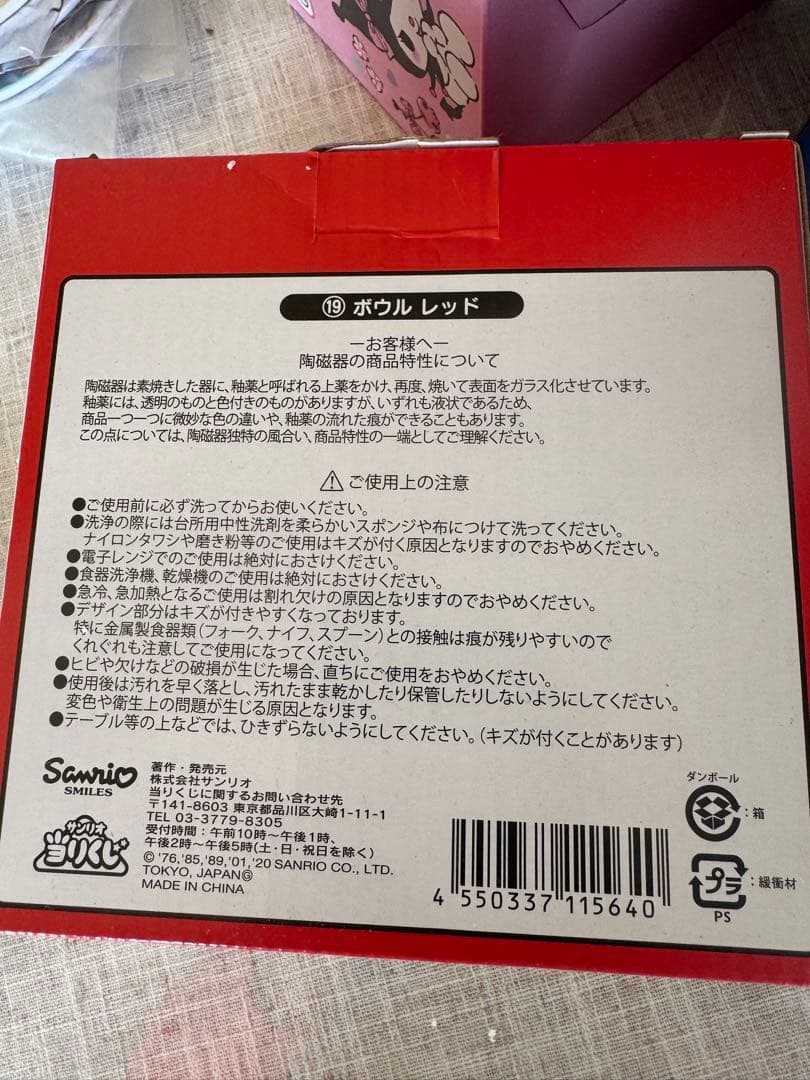 ⑲ ボウル レッド
ーお客様へー
陶磁器の商品特性について
陶磁器は素焼きした器に、釉薬と呼ばれる上薬をかけ、再度、焼いて表面をガラス化させています。
釉薬には、透明のものと色付きのものがありますが、いずれも液状であるため、
商品一つ一つに微妙な色の違いや、釉薬の流れた痕ができることもあります。
この点については、陶磁器独特の風合い、商品特性の一端としてご理解ください。
⚠ ご使用上の注意
●ご使用前に必ず洗ってからお使いください。
●洗浄の際には台所用中性洗剤を柔らかいスポンジや布につけて洗ってください。
ナイロンタワシや磨き粉等のご使用はキズが付く原因となりますのでおやめください。
●電子レンジでのご使用は絶対におさけください。
●食器洗浄機、乾燥機のご使用は絶対におさけください。
●急冷、急加熱となるご使用は割れ欠けの原因となりますのでおやめください。
●デザイン部分はキズが付きやすくなっております。
特に金属製食器類(フォーク、ナイフ、スプーン)との接触は痕が残りやすいので
くれぐれも注意してご使用になってください。
●ヒビや欠けなどの破損が生じた場合、直ちにご使用をおやめください。
●使用後は汚れを早く落とし、汚れたまま乾かしたり保管したりしないようにしてください。
変色や衛生上の問題が生じる原因となります。
●テーブル等の上などでは、ひきずらないようにしてください。(キズが付くことがあります)
Sanrio
SMILES
サンリオ
当りくじ
著作・発売元
株式会社サンリオ
当りくじに関するお問い合わせ先
〒141-8603 東京都品川区大崎1-11-1
TEL 03-3779-8305
受付時間:午前10時～午後1時、
午後2時～午後5時(土・日・祝日を除く)
© '76,'85,'89,'01,'20 SANRIO CO., LTD.
TOKYO, JAPANⒼ
MADE IN CHINA
4 550337 115640
ダンボール
:箱
プラ
:緩衝材
PS